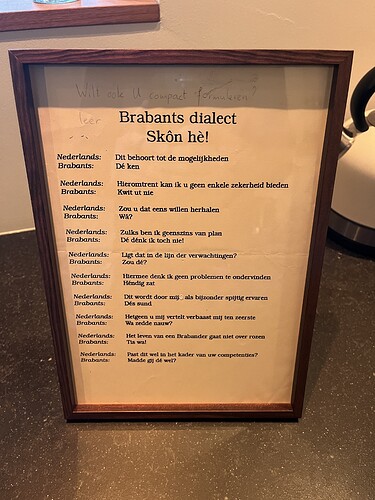 Wilt ook U compact formuleren?
leer
Brabants dialect
Skôn hè!
Nederlands: Dit behoort tot de mogelijkheden
Brabants: Dé ken
Nederlands: Hieromtrent kan ik u geen enkele zekerheid bieden
Brabants: Kwit ut nie
Nederlands: Zou u dat eens willen herhalen
Brabants: Wâ?
Nederlands: Zulks ben ik geenszins van plan
Brabants: Dé dênk ik toch nie!
Nederlands: Ligt dat in de lijn der verwachtingen?
Brabants: Zou dé?
Nederlands: Hiermee denk ik geen problemen te ondervinden
Brabants: Hêndig zat
Nederlands: Dit wordt door mij als bijzonder spijtig ervaren
Brabants: Dés sund
Nederlands: Hetgeen u mij vertelt verbaast mij ten zeerste
Brabants: Wa zedde nauw?
Nederlands: Het leven van een Brabander gaat niet over rozen
Brabants: Tis wa!
Nederlands: Past dit wel in het kader van uw competenties?
Brabants: Madde gij dé wel?